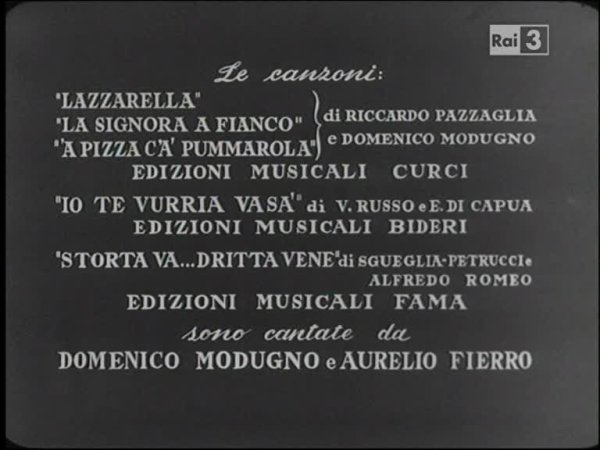 Rai 3
Le canzoni:
"LAZZARELLA"
"LA SIGNORA A FIANCO"
"'A PIZZA C'A' PUMMAROLA"
di RICCARDO PAZZAGLIA
e DOMENICO MODUGNO
EDIZIONI MUSICALI CURCI
"IO TE VURRIA VASA'" di V. RUSSO e E. DI CAPUA
EDIZIONI MUSICALI BIDERI
"STORTA VA...DRITTA VENE" di SGUEGLIA-PETRUCCI e
ALFREDO ROMEO
EDIZIONI MUSICALI FAMA
sono cantate da
DOMENICO MODUGNO e AURELIO FIERRO